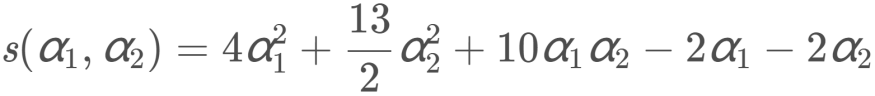 s(α₁, α₂) = 4α₁² + 13/2 α₂² + 10α₁α₂ − 2α₁ − 2α₂